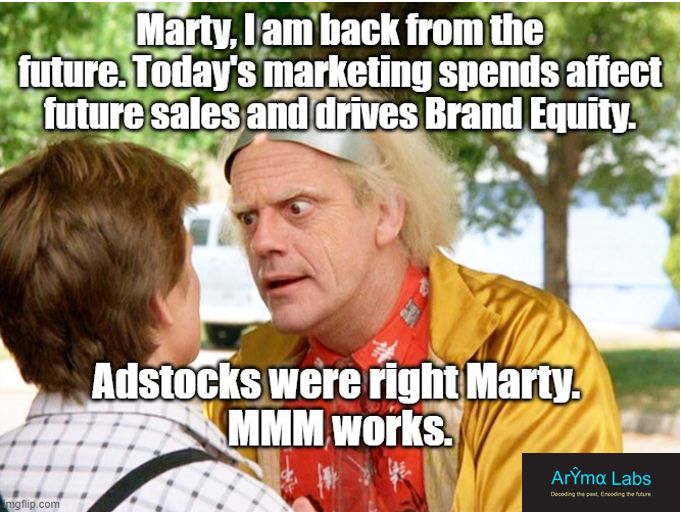 Marty, I am back from the
future. Today's marketing spends affect
future sales and drives Brand Equity.
Adstocks were right Marty.
MMM works.
ArŶmα Labs
Decoding the past, Encoding the future
imgflip.com